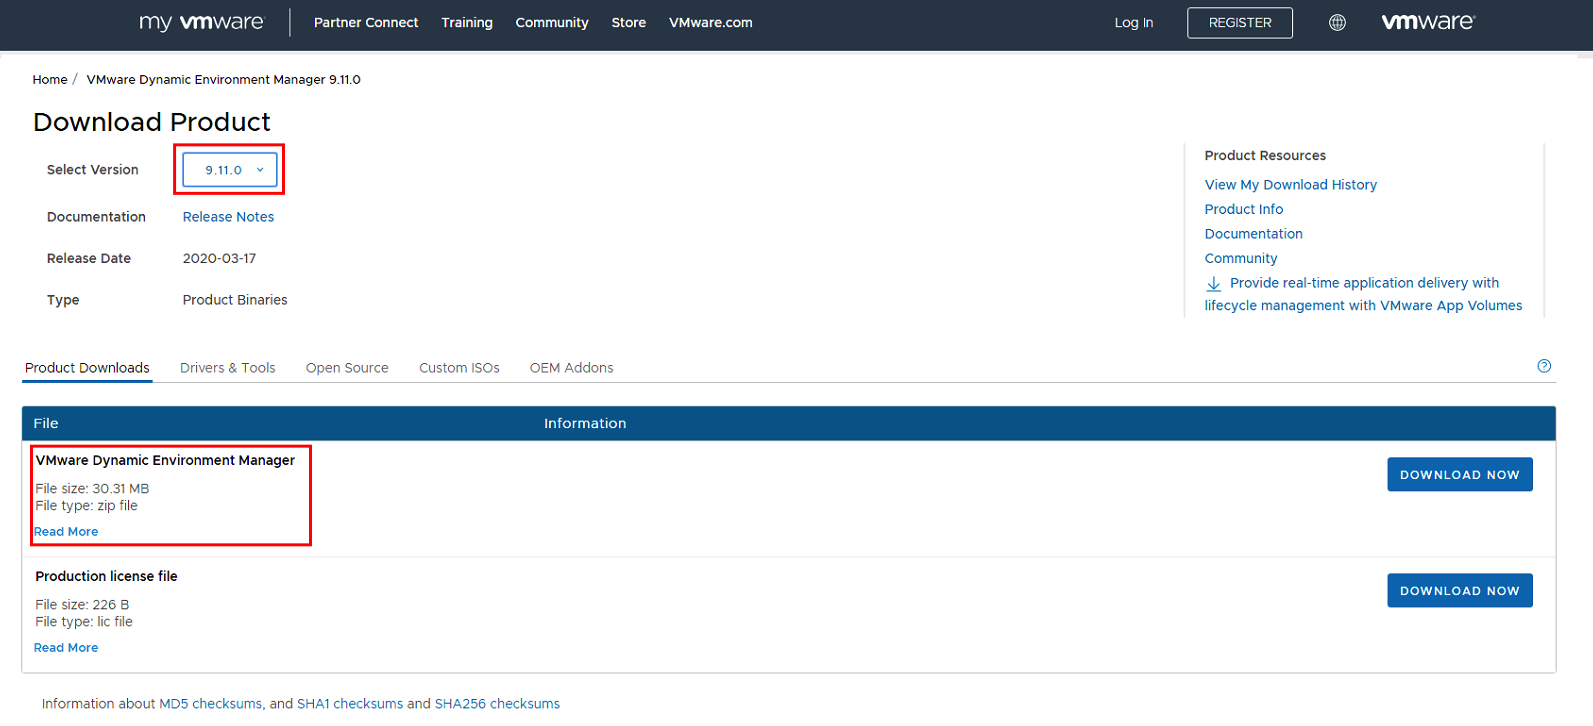 my vmware
Partner Connect Training Community Store VMware.com
Log In REGISTER vmware®
Home / VMware Dynamic Environment Manager 9.11.0
Download Product
Select Version 9.11.0
Documentation Release Notes
Release Date 2020-03-17
Type Product Binaries
Product Resources
View My Download History
Product Info
Documentation
Community
Provide real-time application delivery with
lifecycle management with VMware App Volumes
Product Downloads Drivers & Tools Open Source Custom ISOs OEM Addons
?
File Information
VMware Dynamic Environment Manager
File size: 30.31 MB
File type: zip file
Read More
DOWNLOAD NOW
Production license file
File size: 226 B
File type: lic file
Read More
DOWNLOAD NOW
Information about MD5 checksums, and SHA1 checksums and SHA256 checksums